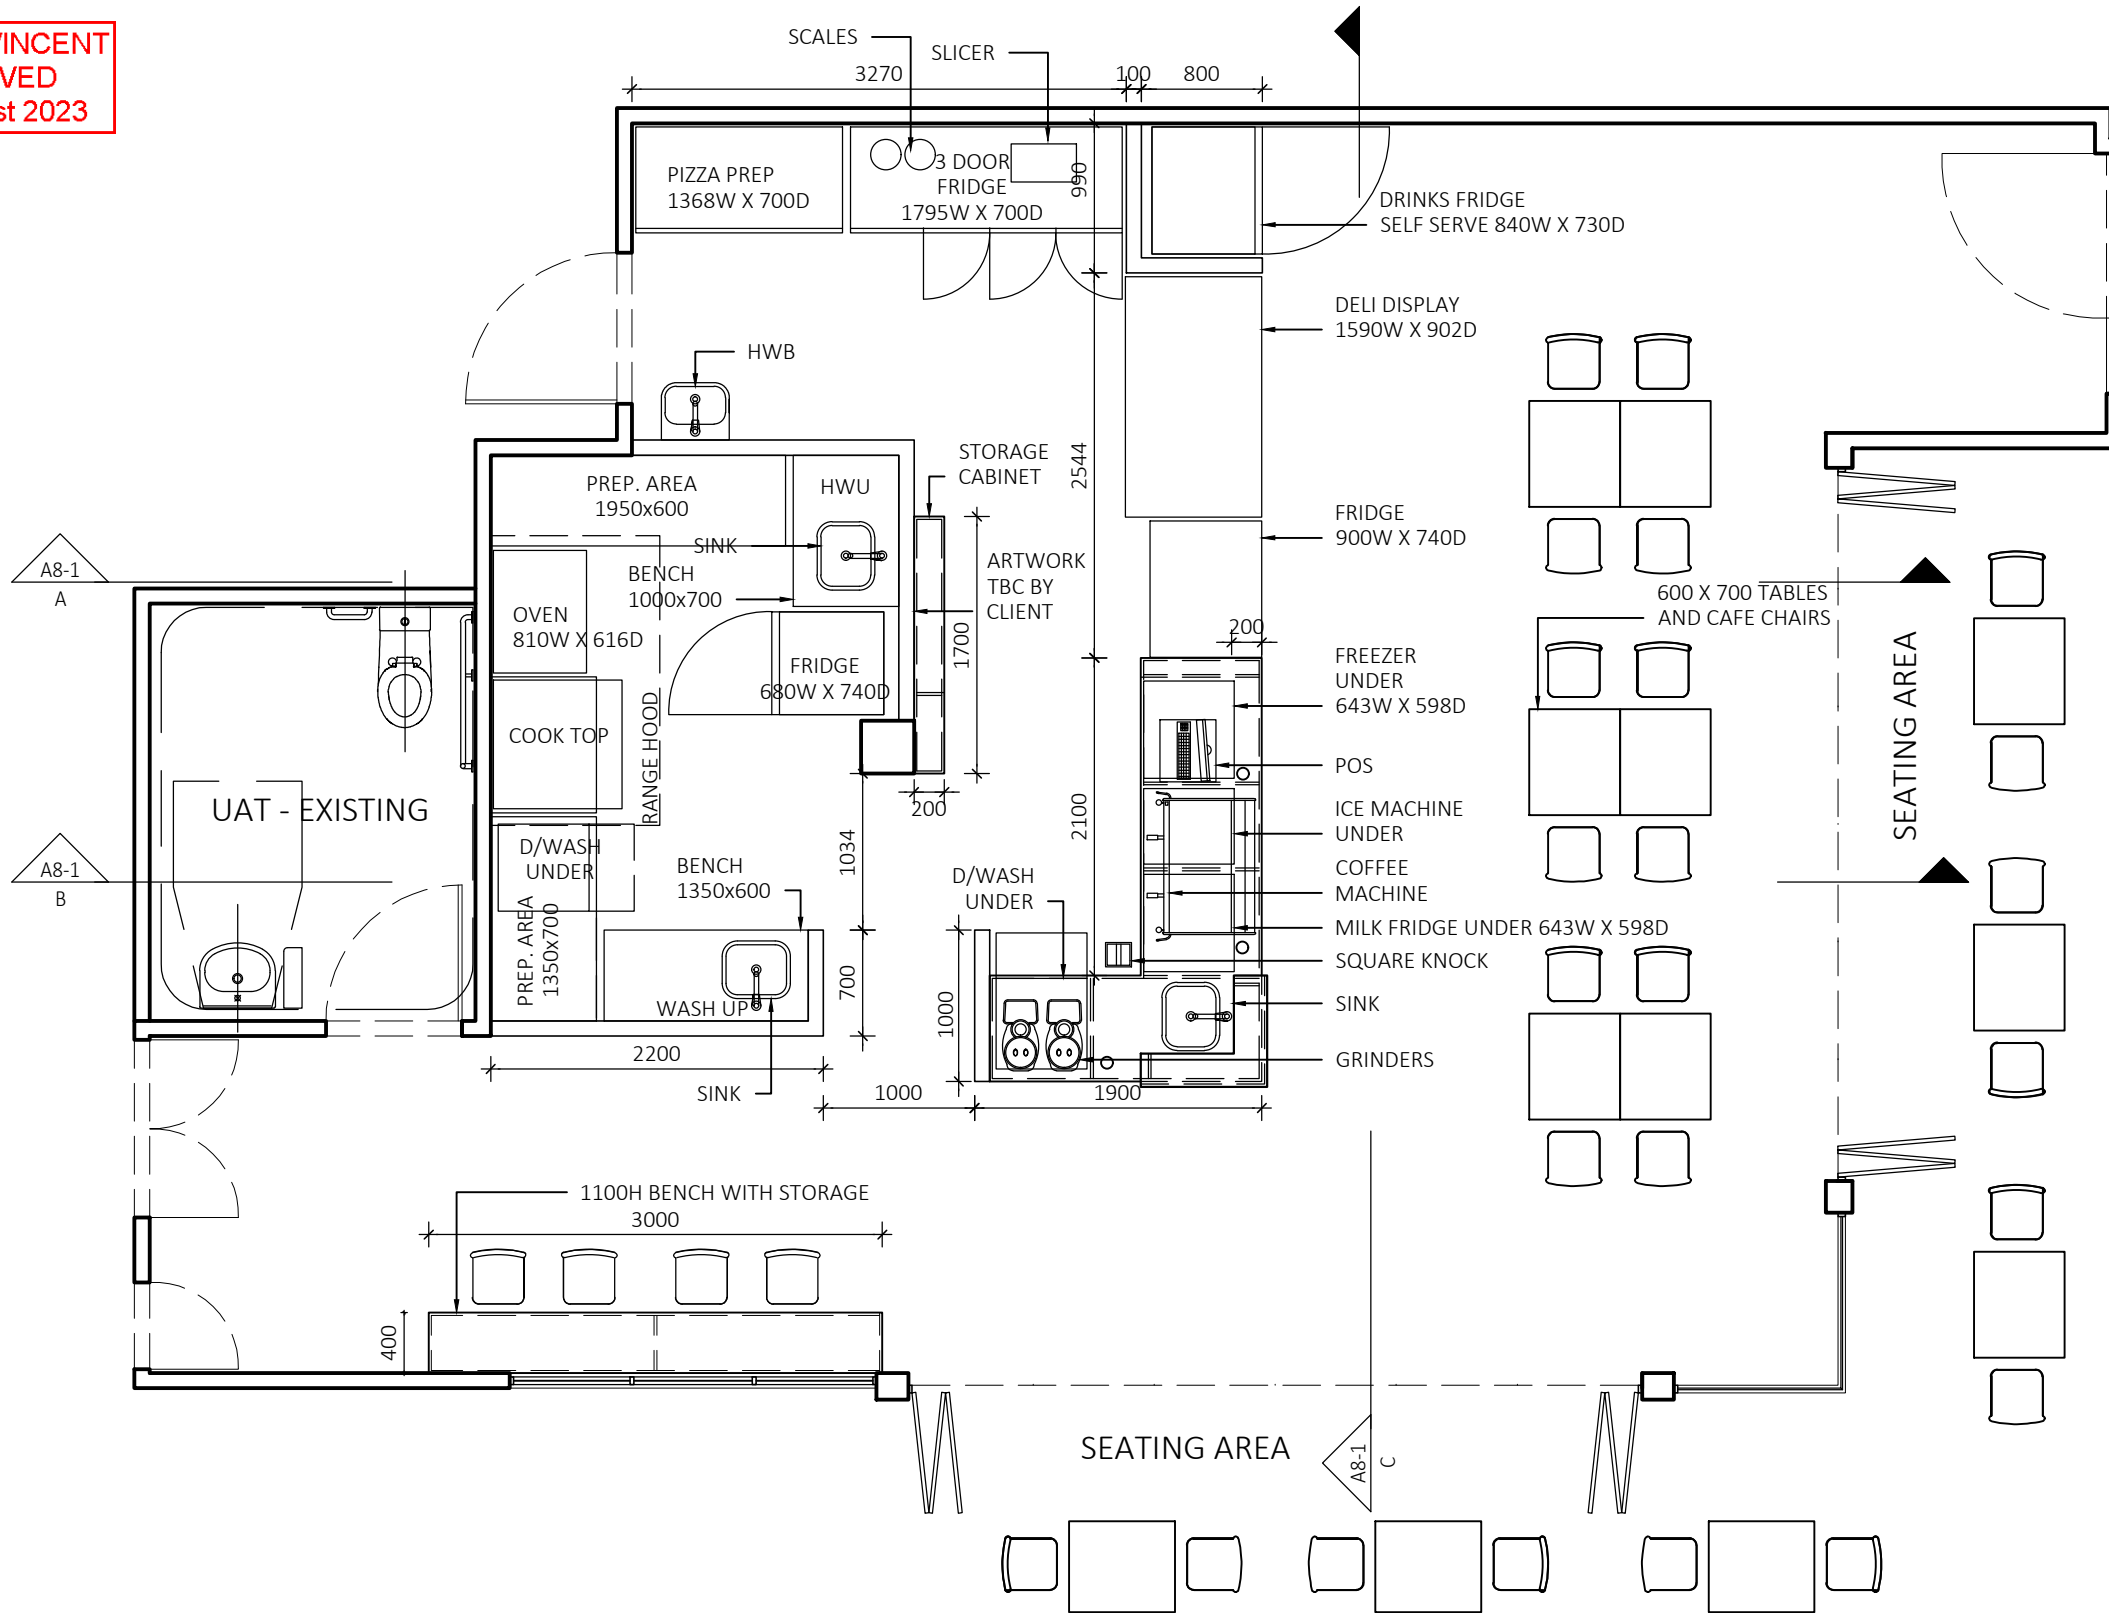 VINCENT
VED
st 2023
SCALES
SLICER
3270
100
800
PIZZA PREP
1368W X 700D
3 DOOR
FRIDGE
1795W X 700D
990
DRINKS FRIDGE
SELF SERVE 840W X 730D
DELI DISPLAY
1590W X 902D
HWB
STORAGE
CABINET
2544
PREP. AREA
1950x600
HWU
SINK
FRIDGE
900W X 740D
ARTWORK
TBC BY
CLIENT
BENCH
1000x700
A8-1
A
OVEN
810W X 616D
600 X 700 TABLES
AND CAFE CHAIRS
1700
200
FRIDGE
680W X 740D
FREEZER
UNDER
643W X 598D
SEATING AREA
COOK TOP
RANGE HOOD
POS
UAT - EXISTING
200
2100
ICE MACHINE
UNDER
D/WASH
UNDER
1034
A8-1
B
BENCH
1350x600
D/WASH
UNDER
COFFEE
MACHINE
MILK FRIDGE UNDER 643W X 598D
PREP. AREA
1350x700
SQUARE KNOCK
700
1000
WASH UP
SINK
2200
GRINDERS
SINK
1000
1900
1100H BENCH WITH STORAGE
3000
400
SEATING AREA
A8-1
C